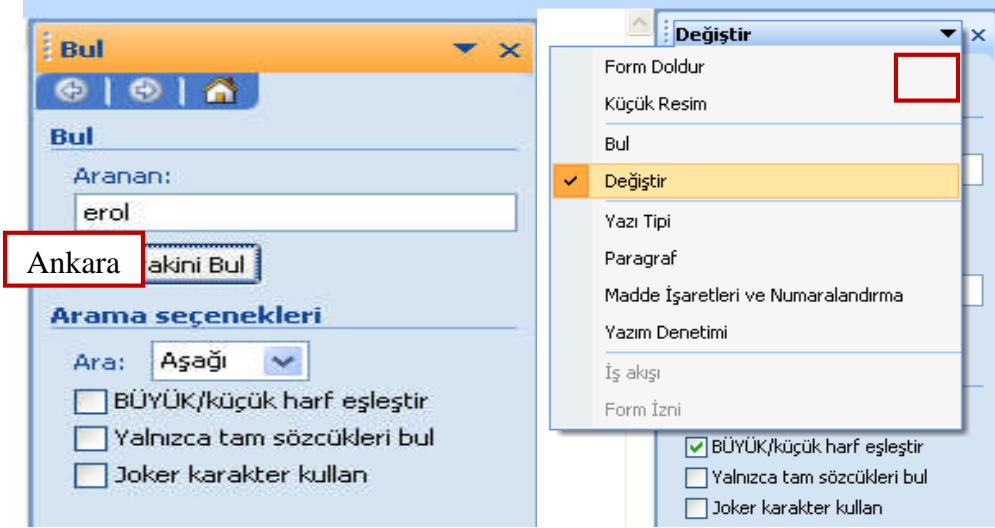 Bul
Bul
Aranan:
erol
Ankara
akini Bul
Arama seçenekleri
Ara: Aşağı
BÜYÜK/küçük harf eşleştir
Yalnızca tam sözcükleri bul
Joker karakter kullan
Değiştir
Form Doldur
Küçük Resim
Bul
Değiştir
Yazı Tipi
Paragraf
Madde İşaretleri ve Numaralandırma
Yazım Denetimi
İş akışı
Form İzni
BÜYÜK/küçük harf eşleştir
Yalnızca tam sözcükleri bul
Joker karakter kullan